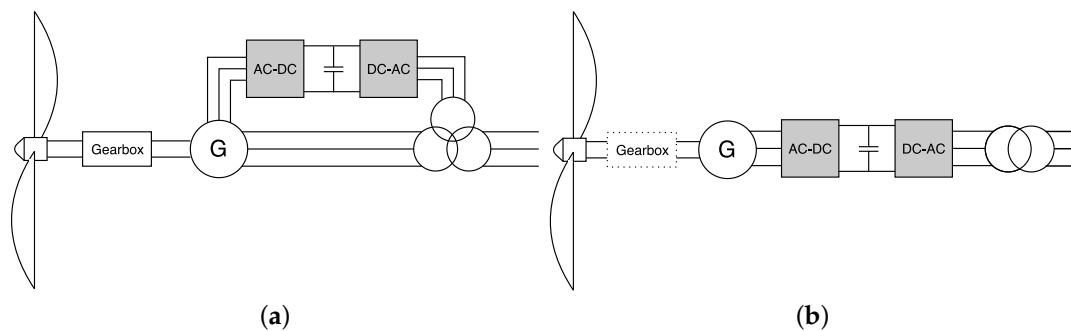 AC-DC
DC-AC
Gearbox
G
(a)
Gearbox
G
AC-DC
DC-AC
(b)